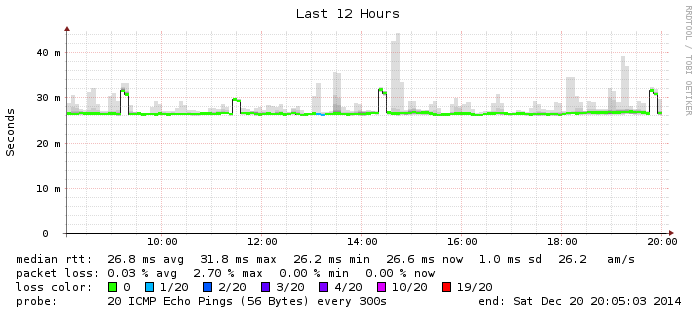 Last 12 Hours
RRDTOOL / TOBI OETIKER
Seconds
40 m
30 m
20 m
10 m
0
10:00 12:00 14:00 16:00 18:00 20:00
median rtt: 26.8 ms avg 31.8 ms max 26.2 ms min 26.6 ms now 1.0 ms sd 26.2 am/s
packet loss: 0.03 % avg 2.70 % max 0.00 % min 0.00 % now
loss color: 0 1/20 2/20 3/20 4/20 10/20 19/20
probe: 20 ICMP Echo Pings (56 Bytes) every 300s end: Sat Dec 20 20:05:03 2014